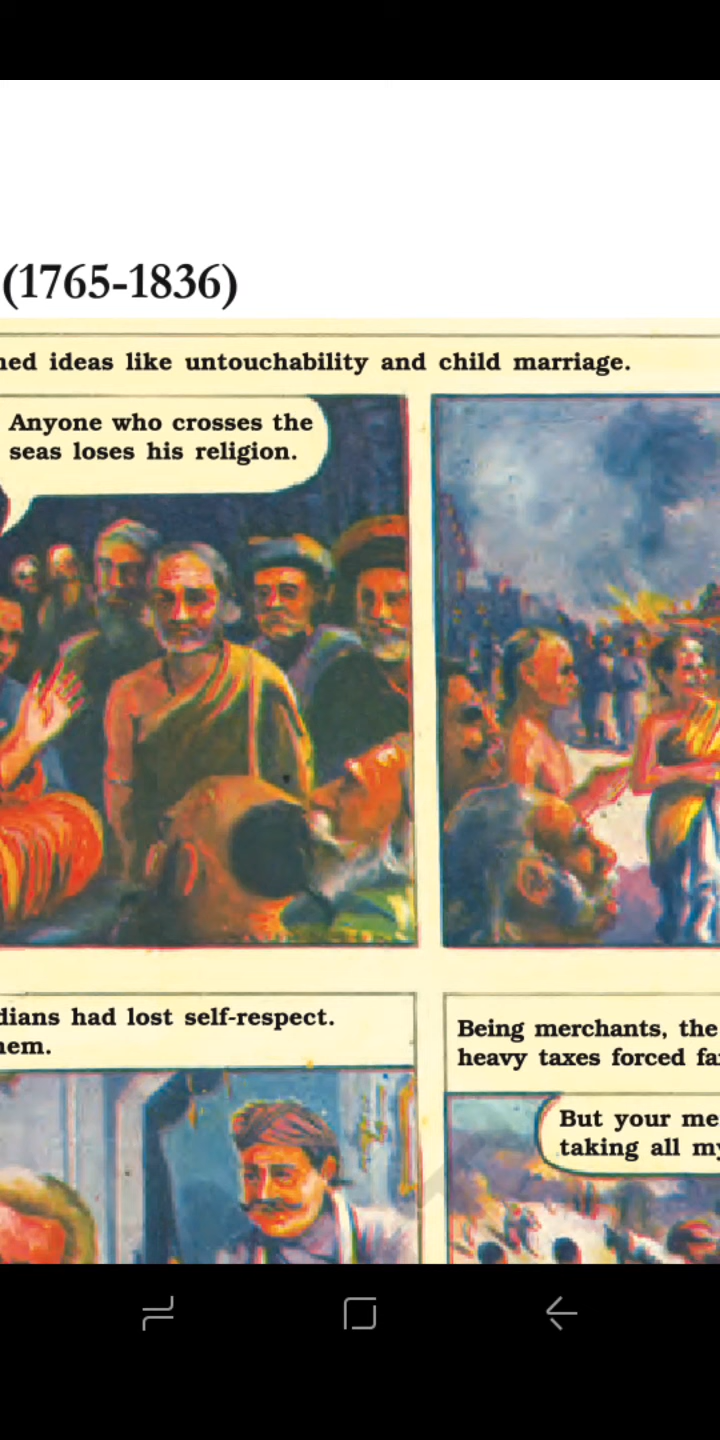 (1765-1836)
ned ideas like untouchability and child marriage.
Anyone who crosses the
seas loses his religion.
dians had lost self-respect.
hem.
Being merchants, the
heavy taxes forced fa
But your me
taking all my